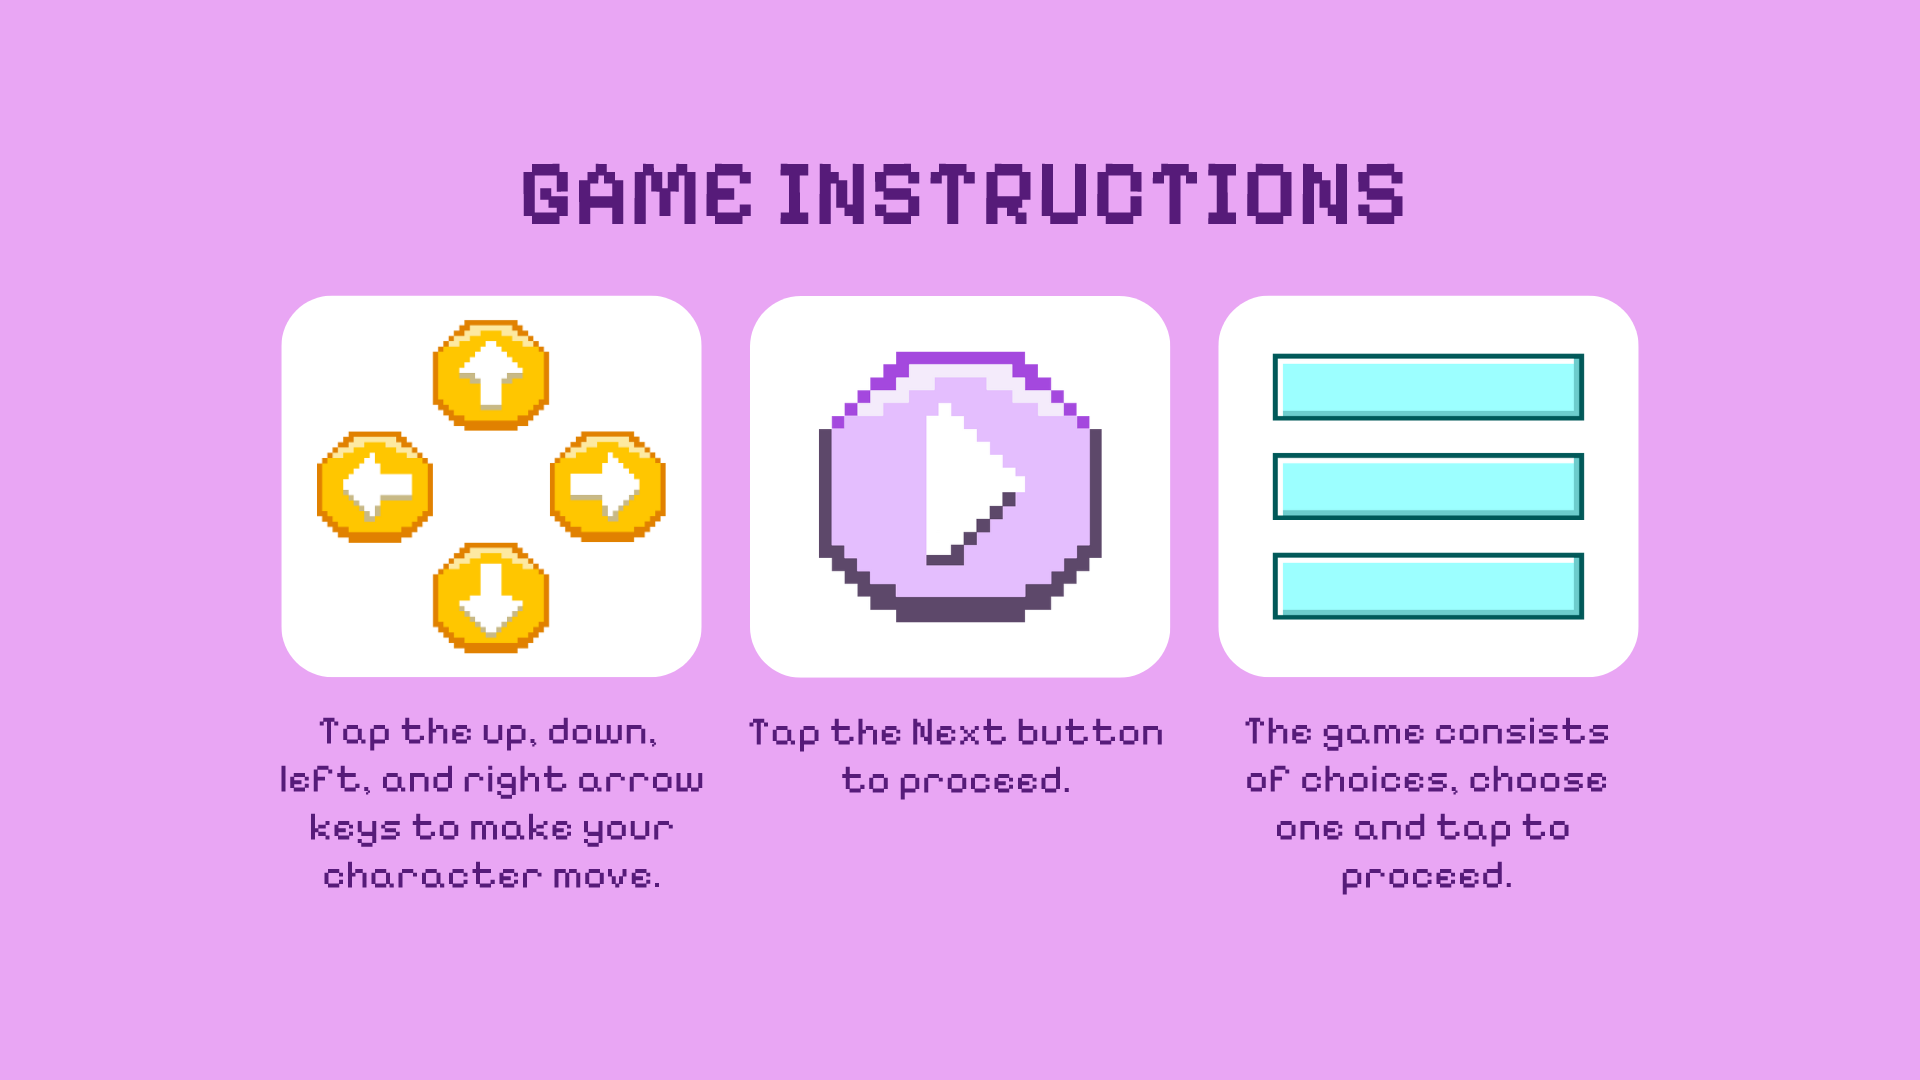 GAME INSTRUCTIONS
Tap the up, down,
left, and right arrow
keys to make your
character move.
Tap the Next button
to proceed.
The game consists
of choices, choose
one and tap to
proceed.